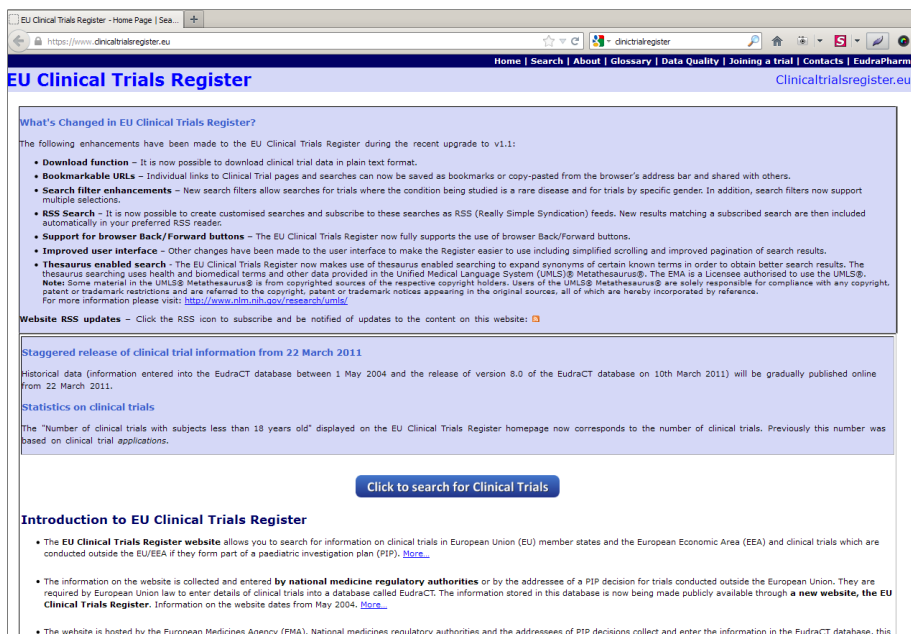 EU Clinical Trials Register - Home Page | Sea... +
https://www.clinicaltrialsregister.eu clinictrialregister
Home | Search | About | Glossary | Data Quality | Joining a trial | Contacts | EudraPharm
EU Clinical Trials Register Clinicaltrialsregister.eu
What's Changed in EU Clinical Trials Register?
The following enhancements have been made to the EU Clinical Trials Register during the recent upgrade to v1.1:
• Download function – It is now possible to download clinical trial data in plain text format.
• Bookmarkable URLs – Individual links to Clinical Trial pages and searches can now be saved as bookmarks or copy-pasted from the browser's address bar and shared with others.
• Search filter enhancements – New search filters allow searches for trials where the condition being studied is a rare disease and for trials by specific gender. In addition, search filters now support
multiple selections.
• RSS Search – It is now possible to create customised searches and subscribe to these searches as RSS (Really Simple Syndication) feeds. New results matching a subscribed search are then included
automatically in your preferred RSS reader.
• Support for browser Back/Forward buttons – The EU Clinical Trials Register now fully supports the use of browser Back/Forward buttons.
• Improved user interface – Other changes have been made to the user interface to make the Register easier to use including simplified scrolling and improved pagination of search results.
• Thesaurus enabled search - The EU Clinical Trials Register now makes use of thesaurus enabled searching to expand synonyms of certain known terms in order to obtain better search results. The
thesaurus searching uses health and biomedical terms and other data provided in the Unified Medical Language System (UMLS)® Metathesaurus®. The EMA is a Licensee authorised to use the UMLS®.
Note: Some material in the UMLS® Metathesaurus® is from copyrighted sources of the respective copyright holders. Users of the UMLS® Metathesaurus® are solely responsible for compliance with any copyright,
patent or trademark restrictions and are referred to the copyright, patent or trademark notices appearing in the original sources, all of which are hereby incorporated by reference.
For more information please visit: http://www.nlm.nih.gov/research/umls/
Website RSS updates – Click the RSS icon to subscribe and be notified of updates to the content on this website:
Staggered release of clinical trial information from 22 March 2011
Historical data (information entered into the EudraCT database between 1 May 2004 and the release of version 8.0 of the EudraCT database on 10th March 2011) will be gradually published online
from 22 March 2011.
Statistics on clinical trials
The "Number of clinical trials with subjects less than 18 years old" displayed on the EU Clinical Trials Register homepage now corresponds to the number of clinical trials. Previously this number was
based on clinical trial applications.
Click to search for Clinical Trials
Introduction to EU Clinical Trials Register
• The EU Clinical Trials Register website allows you to search for information on clinical trials in European Union (EU) member states and the European Economic Area (EEA) and clinical trials which are
conducted outside the EU/EEA if they form part of a paediatric investigation plan (PIP). More...
• The information on the website is collected and entered by national medicine regulatory authorities or by the addressee of a PIP decision for trials conducted outside the European Union. They are
required by European Union law to enter details of clinical trials into a database called EudraCT. The information stored in this database is now being made publicly available through a new website, the EU
Clinical Trials Register. Information on the website dates from May 2004. More...
• The website is hosted by the European Medicines Agency (EMA). National medicines regulatory authorities and the addressees of PIP decisions collect and enter the information in the EudraCT database, this